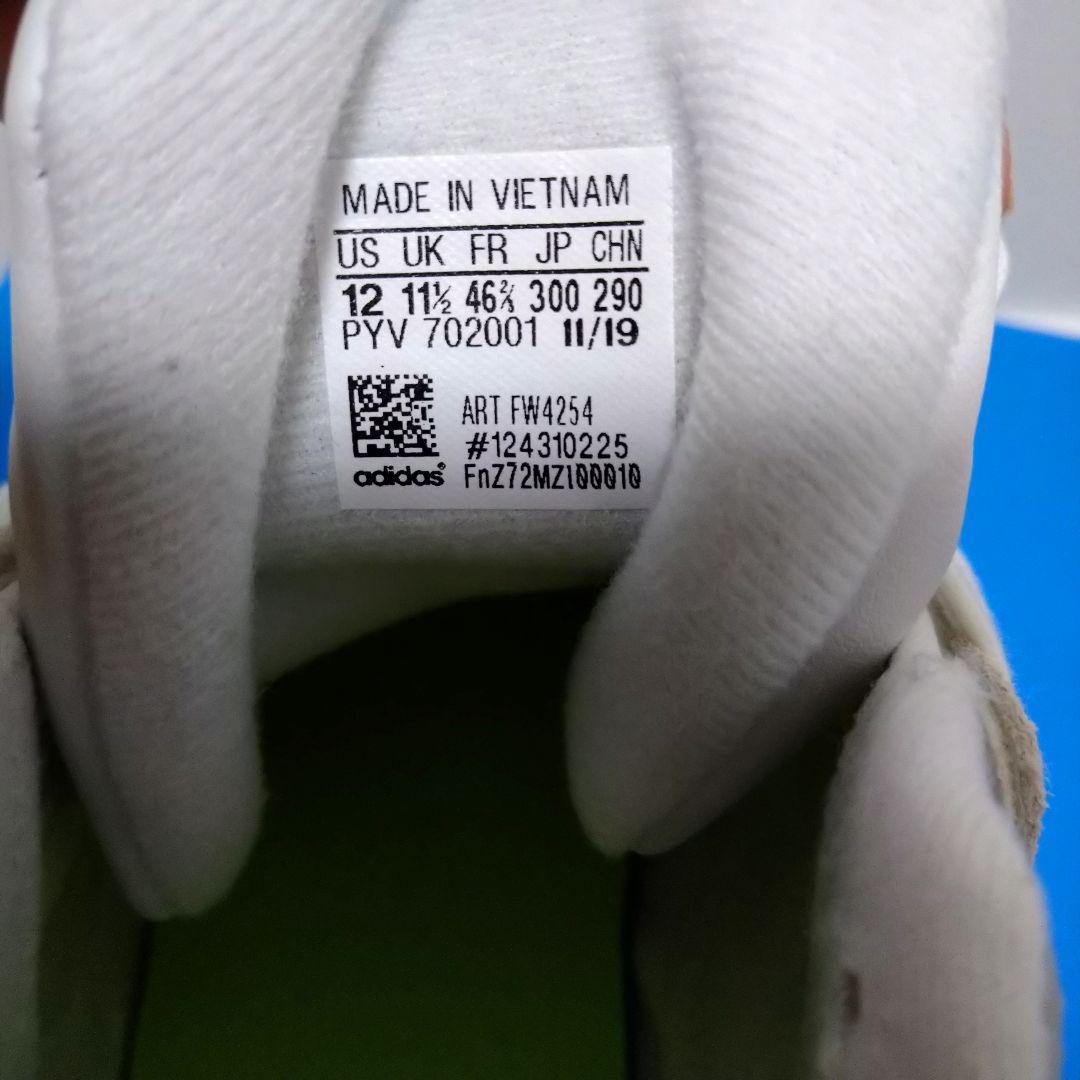 MADE IN VIETNAM
US UK FR JP CHN
12 11½ 46⅔ 300 290
PYV 702001 11/19
ART FW4254
#124310225
adidas® FnZ72MZ100010